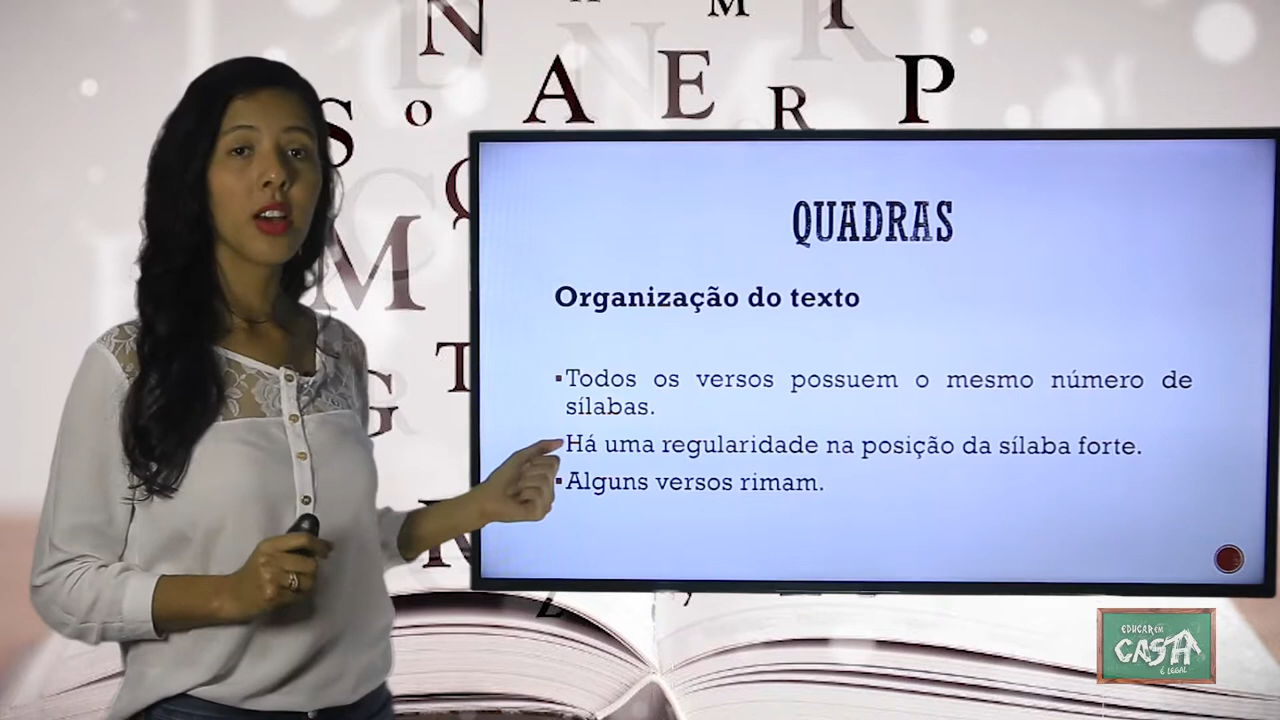 N H M I
A E R P
S o
Q
M
T
G
QUADRAS
Organização do texto
▪Todos os versos possuem o mesmo número de
sílabas.
Há uma regularidade na posição da sílaba forte.
▪Alguns versos rimam.
EDUCAR EM
CASA
É LEGAL